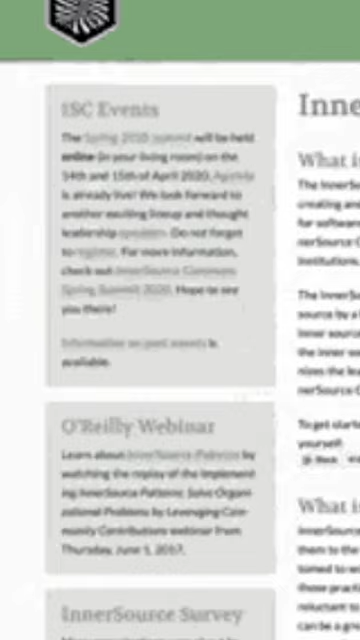 ISC Events
The Spring 2020 summit will be held
online (in your living room) on the
14th and 15th of April 2020. Agenda
is already live! We look forward to
another exciting lineup and thought
leadership speakers. Do not forget
to register. For more information,
check out InnerSource Commons
Spring Summit 2020. Hope to see
you there!
Information on past events is
available.
O'Reilly Webinar
Learn about InnerSource Patterns by
watching the replay of the Implement-
ing InnerSource Patterns: Solve Organi-
zational Problems by Leveraging Com-
munity Contributions webinar from
Thursday, June 1, 2017.
InnerSource Survey
Inne
What is
The InnerS
creating and
for software
nerSource C
institutions.
The InnerSo
source by a
inner source
the inner so
nizes the lea
nerSource C
To get starte
yourself:
What is
InnerSource
them to the
tomed to wo
those practi
reluctant to
can be a gre